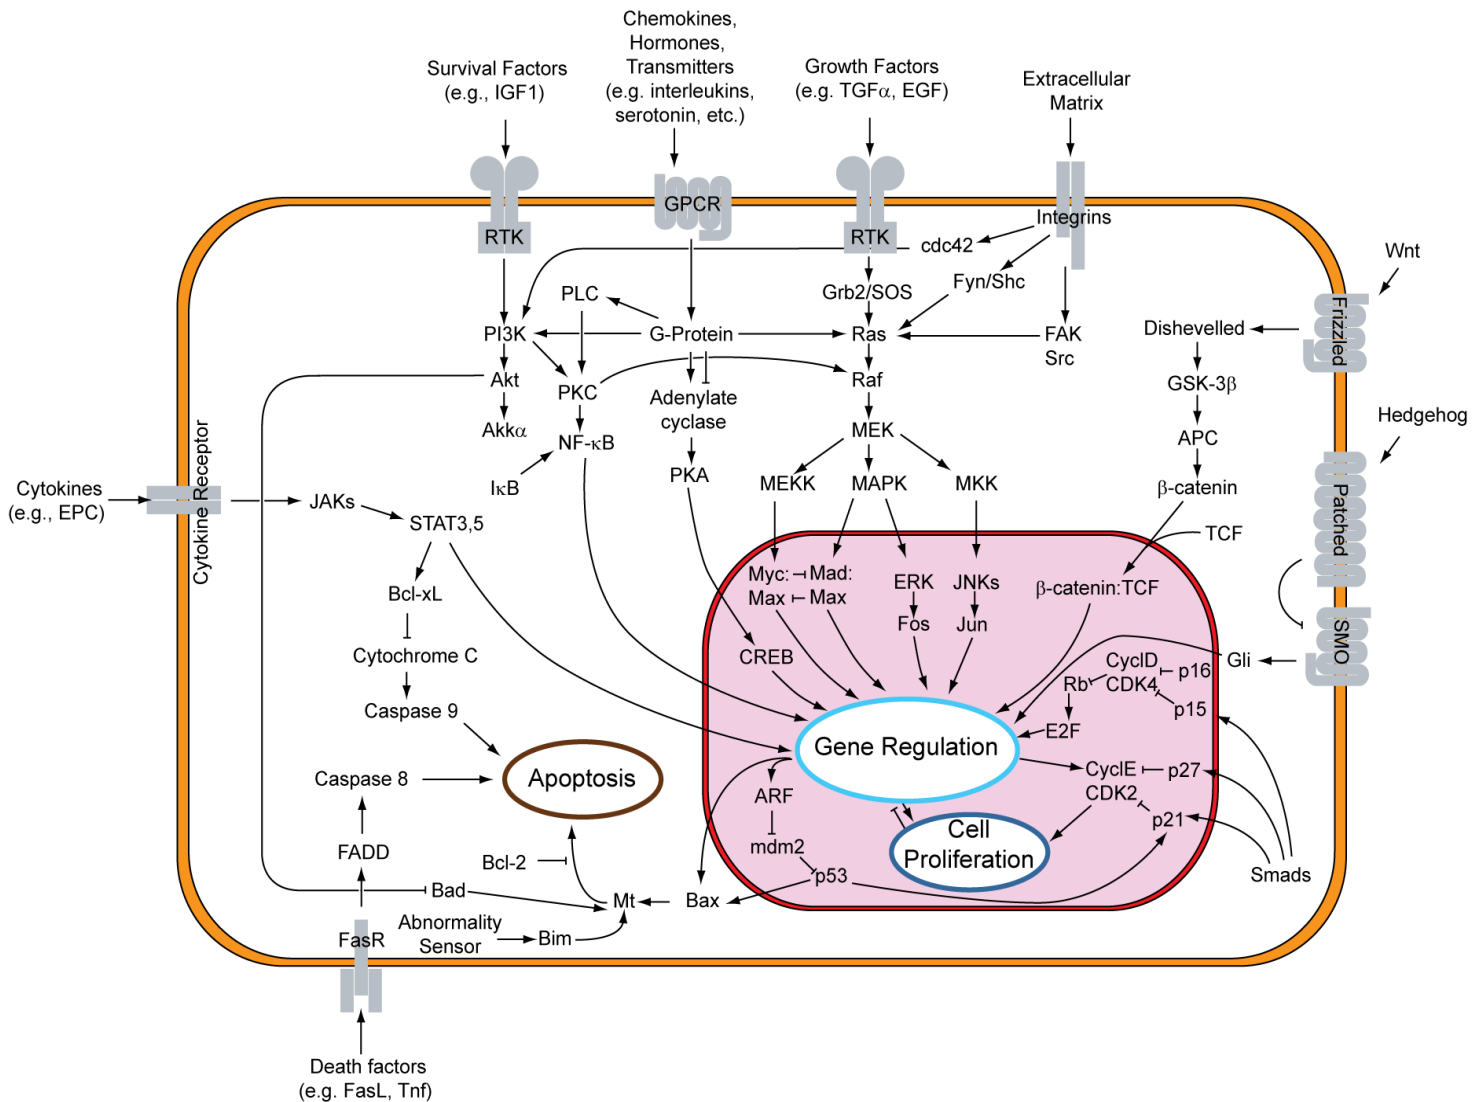 Chemokines,
Hormones,
Transmitters
(e.g. interleukins,
serotonin, etc.)
Survival Factors
(e.g., IGF1)
Growth Factors
(e.g. TGFα, EGF)
Extracellular
Matrix
GPCR
RTK
RTK
Integrins
cdc42
Wnt
Fyn/Shc
Grb2/SOS
PLC
Frizzled
PI3K
G-Protein
Ras
FAK
Src
Dishevelled
Akt
PKC
Raf
Adenylate
cyclase
GSK-3β
Hedgehog
Akkα
NF-κB
MEK
APC
IκB
PKA
MEKK
MAPK
MKK
β-catenin
Cytokines
(e.g., EPC)
Cytokine Receptor
JAKs
STAT3,5
TCF
Patched
Bcl-xL
Myc:
Mad:
Max
Max
ERK
JNKs
β-catenin:TCF
Fos
Jun
SMO
Cytochrome C
CREB
Gli
CyclD
CDK4
p16
Rb
p15
Caspase 9
E2F
Gene Regulation
Caspase 8
Apoptosis
CyclE
CDK2
p27
ARF
p21
mdm2
Cell
Proliferation
FADD
Bcl-2
p53
Smads
Bad
Mt
Bax
Abnormality
Sensor
Bim
FasR
Death factors
(e.g. FasL, Tnf)